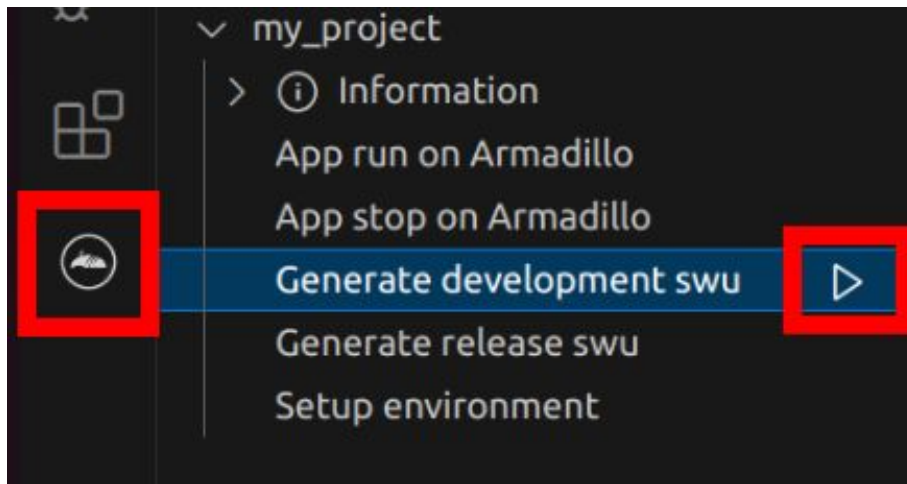 my_project
Information
App run on Armadillo
App stop on Armadillo
Generate development swu
Generate release swu
Setup environment